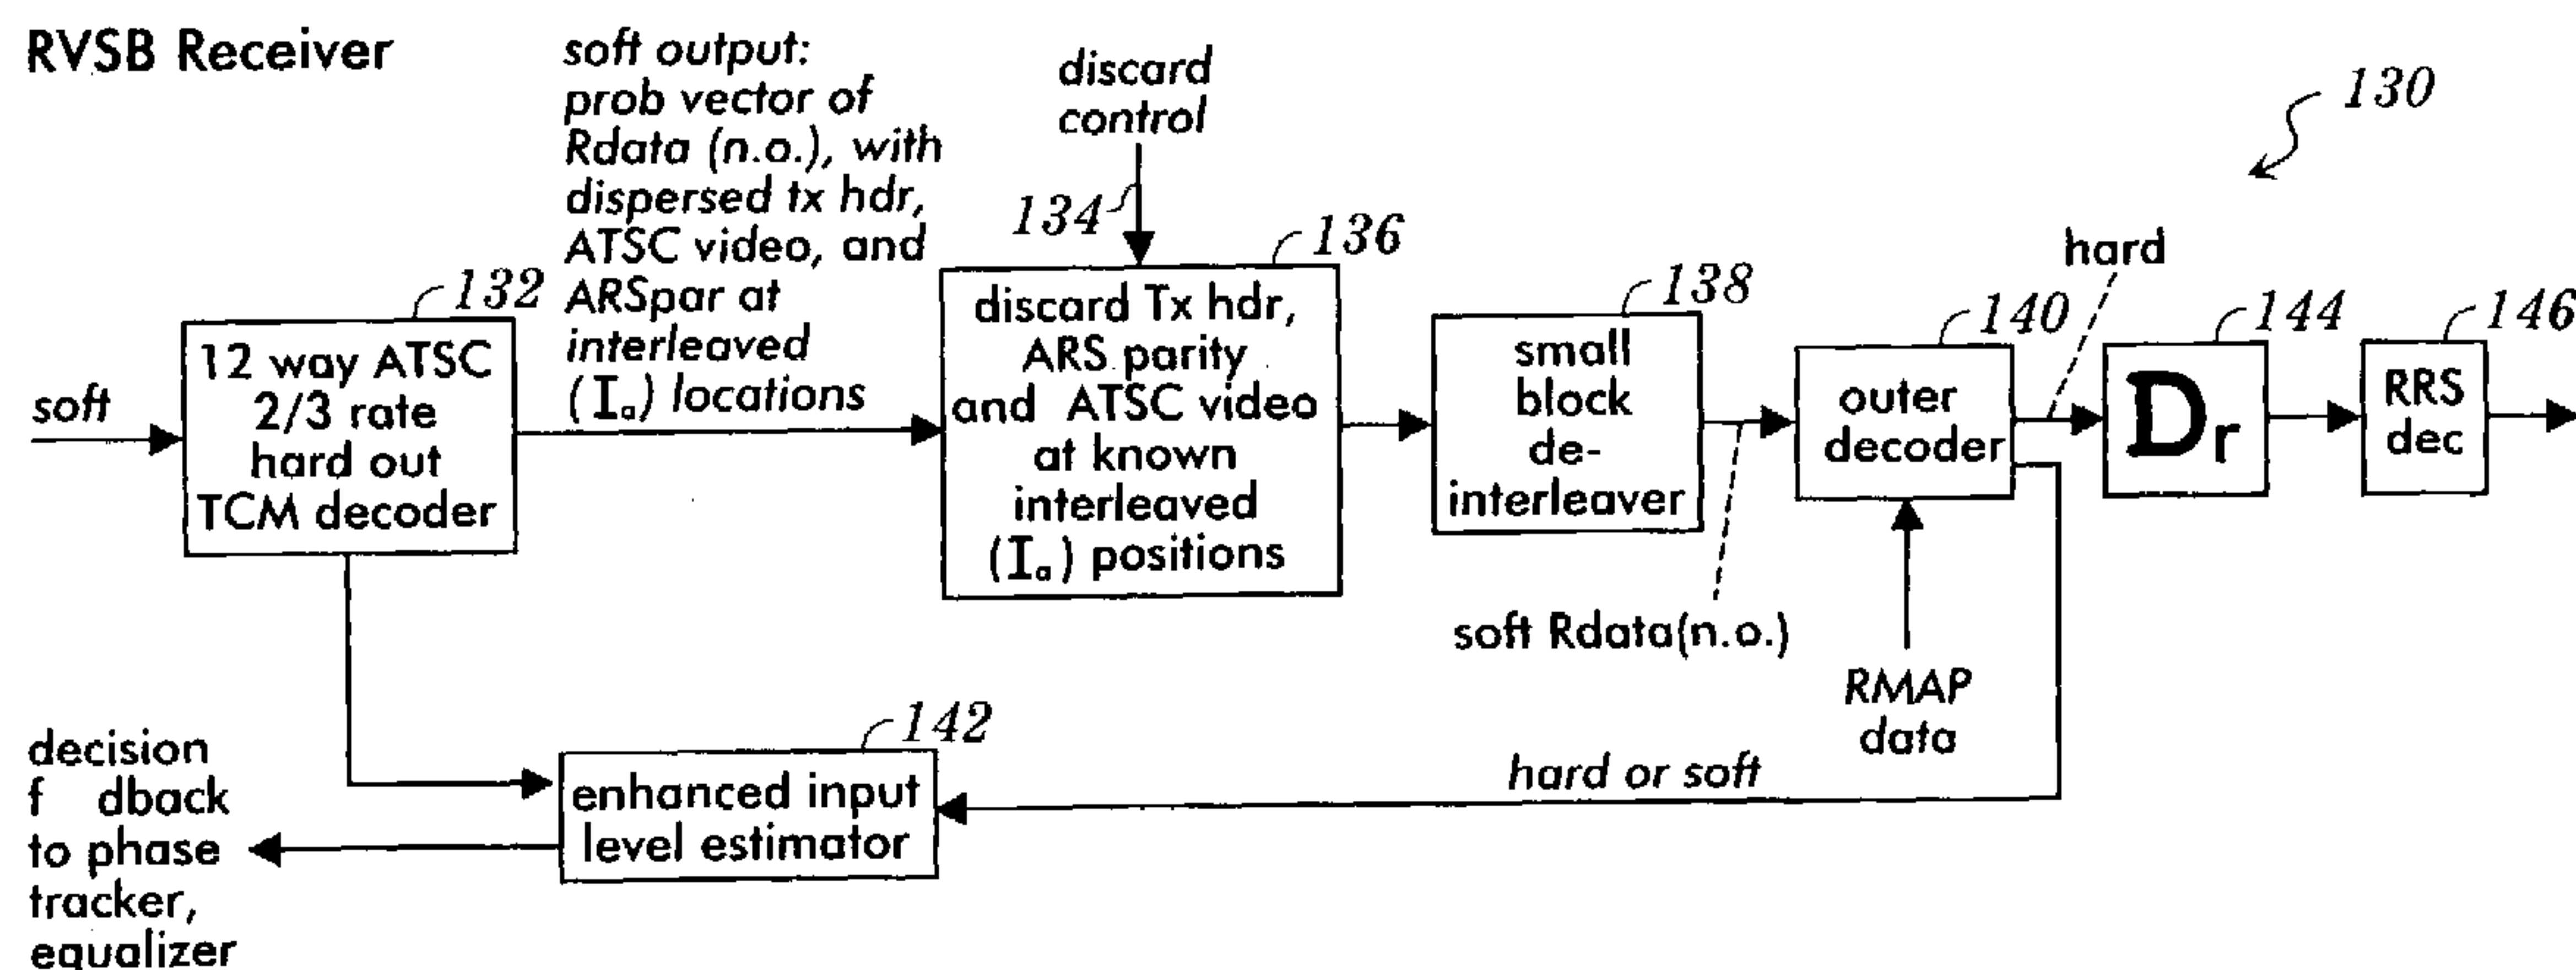 RVSB Receiver
soft output:
prob vector of
Rdata (n.o.), with
dispersed tx hdr,
ATSC video, and
ARSpar at
interleaved
(Iₐ) locations
discard
control
134
130
soft
132
12 way ATSC
2/3 rate
hard out
TCM decoder
136
discard Tx hdr,
ARS parity
and ATSC video
at known
interleaved
(Iₐ) positions
138
small
block
de-
interleaver
soft Rdata(n.o.)
140
outer
decoder
RMAP
data
hard
144
Dᵣ
146
RRS
dec
hard or soft
142
enhanced input
level estimator
decision
f dback
to phase
tracker,
equalizer